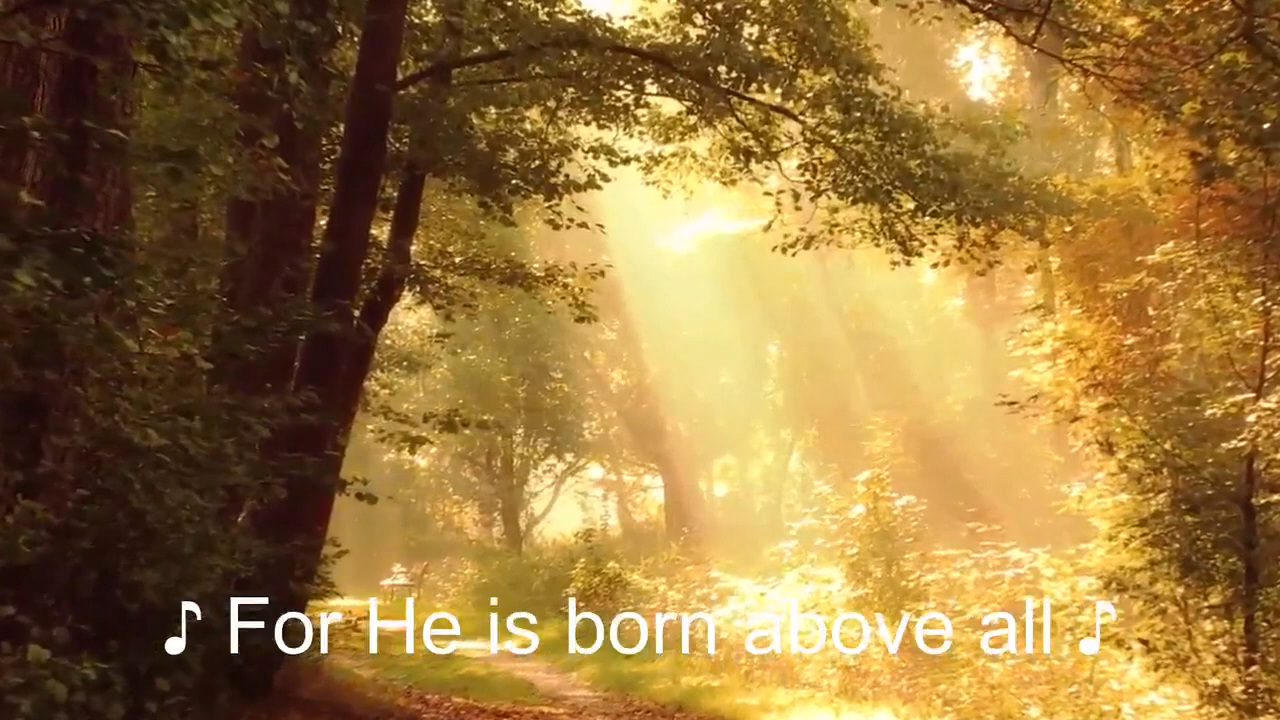 ♪ For He is born above all ♪